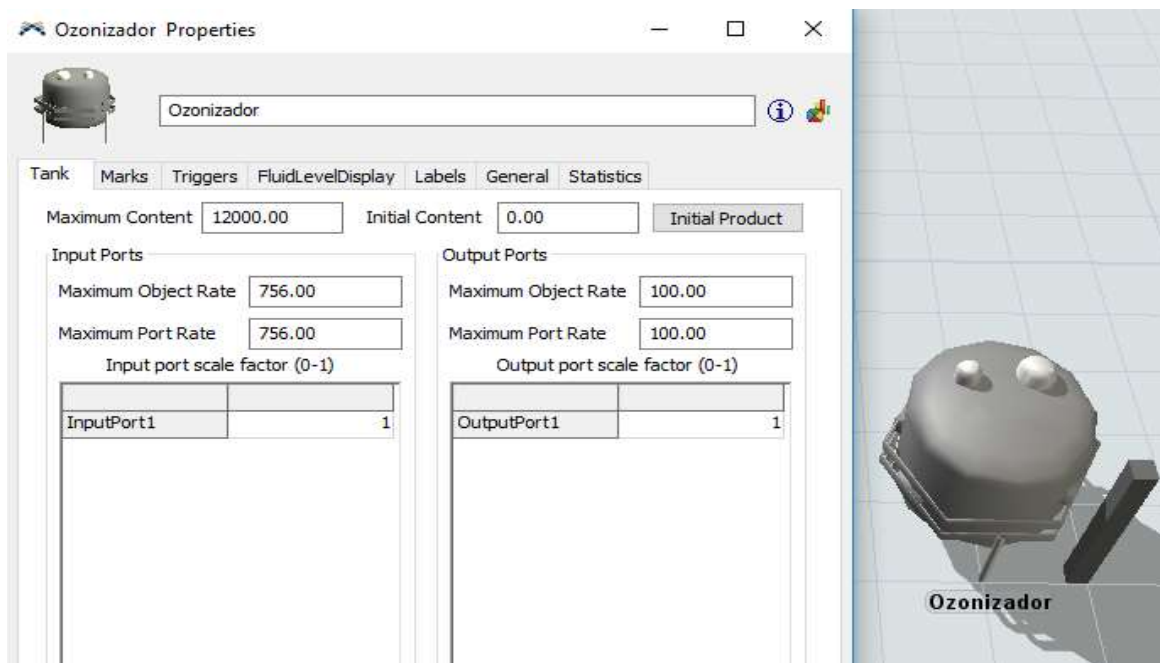 Ozonizador Properties
Ozonizador
Tank Marks Triggers FluidLevelDisplay Labels General Statistics
Maximum Content 12000.00 Initial Content 0.00 Initial Product
Input Ports
Maximum Object Rate 756.00
Maximum Port Rate 756.00
Input port scale factor (0-1)
InputPort1 1
Output Ports
Maximum Object Rate 100.00
Maximum Port Rate 100.00
Output port scale factor (0-1)
OutputPort1 1
Ozonizador